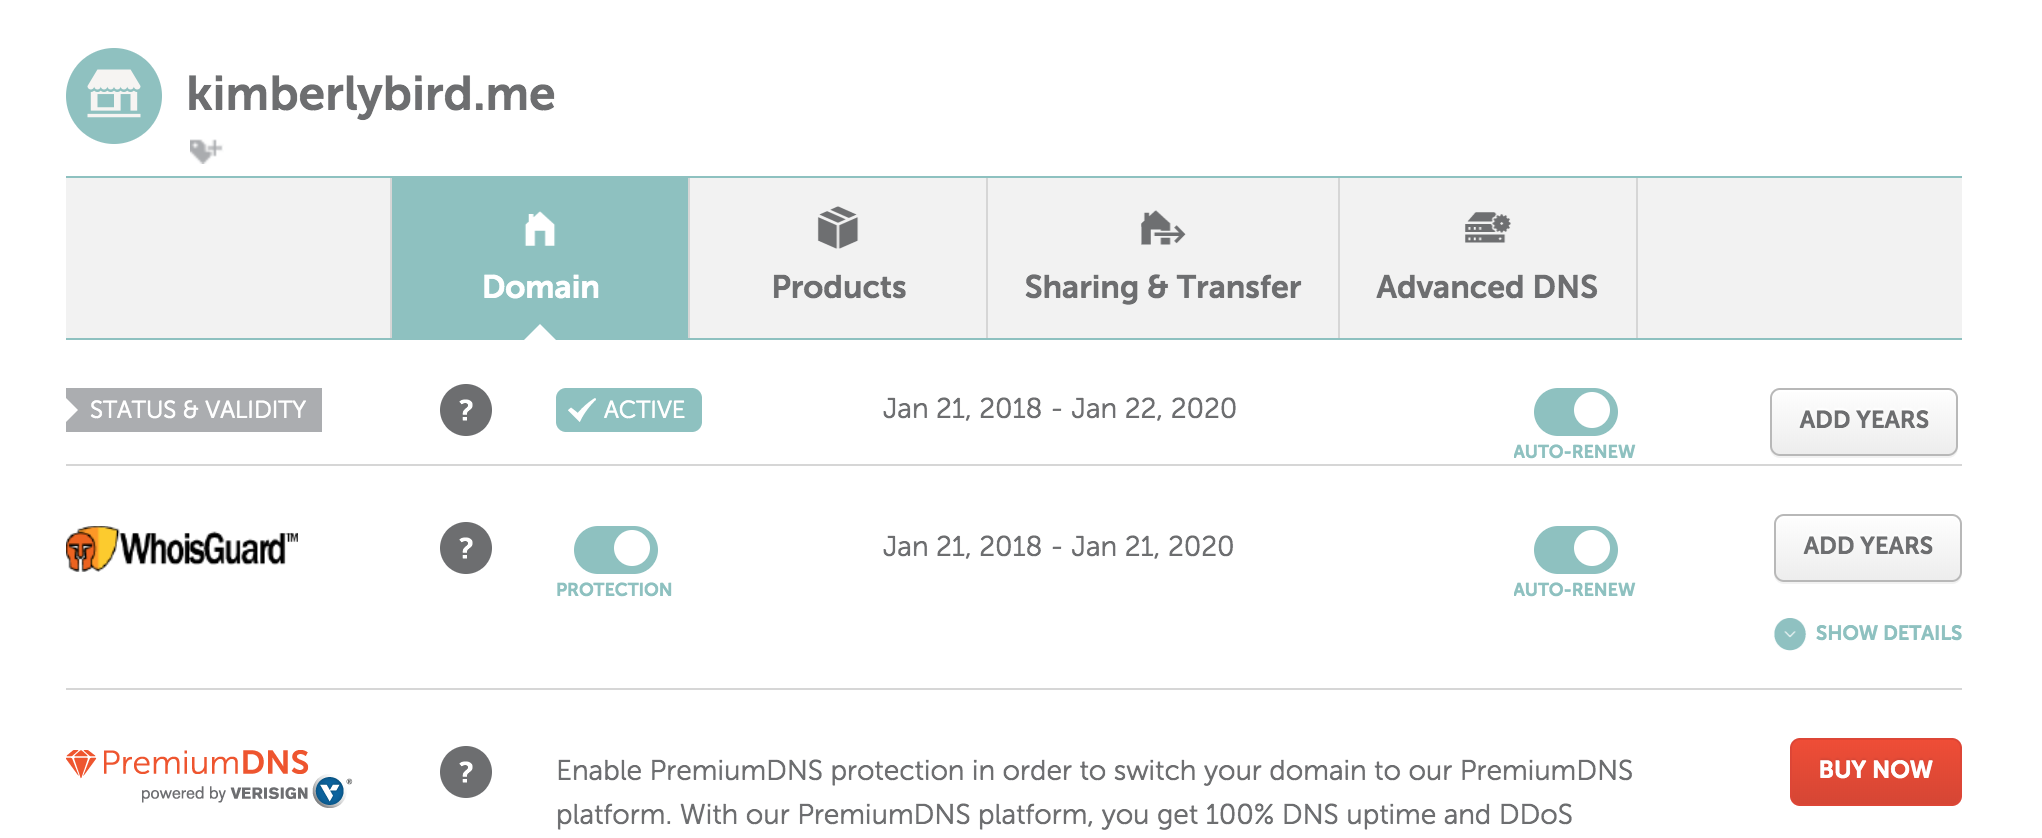 kimberlybird.me
Domain
Products
Sharing & Transfer
Advanced DNS
STATUS & VALIDITY
?
ACTIVE
Jan 21, 2018 - Jan 22, 2020
AUTO-RENEW
ADD YEARS
WhoisGuard™
?
PROTECTION
Jan 21, 2018 - Jan 21, 2020
AUTO-RENEW
ADD YEARS
SHOW DETAILS
PremiumDNS
powered by VERISIGN
?
Enable PremiumDNS protection in order to switch your domain to our PremiumDNS
platform. With our PremiumDNS platform, you get 100% DNS uptime and DDoS
BUY NOW